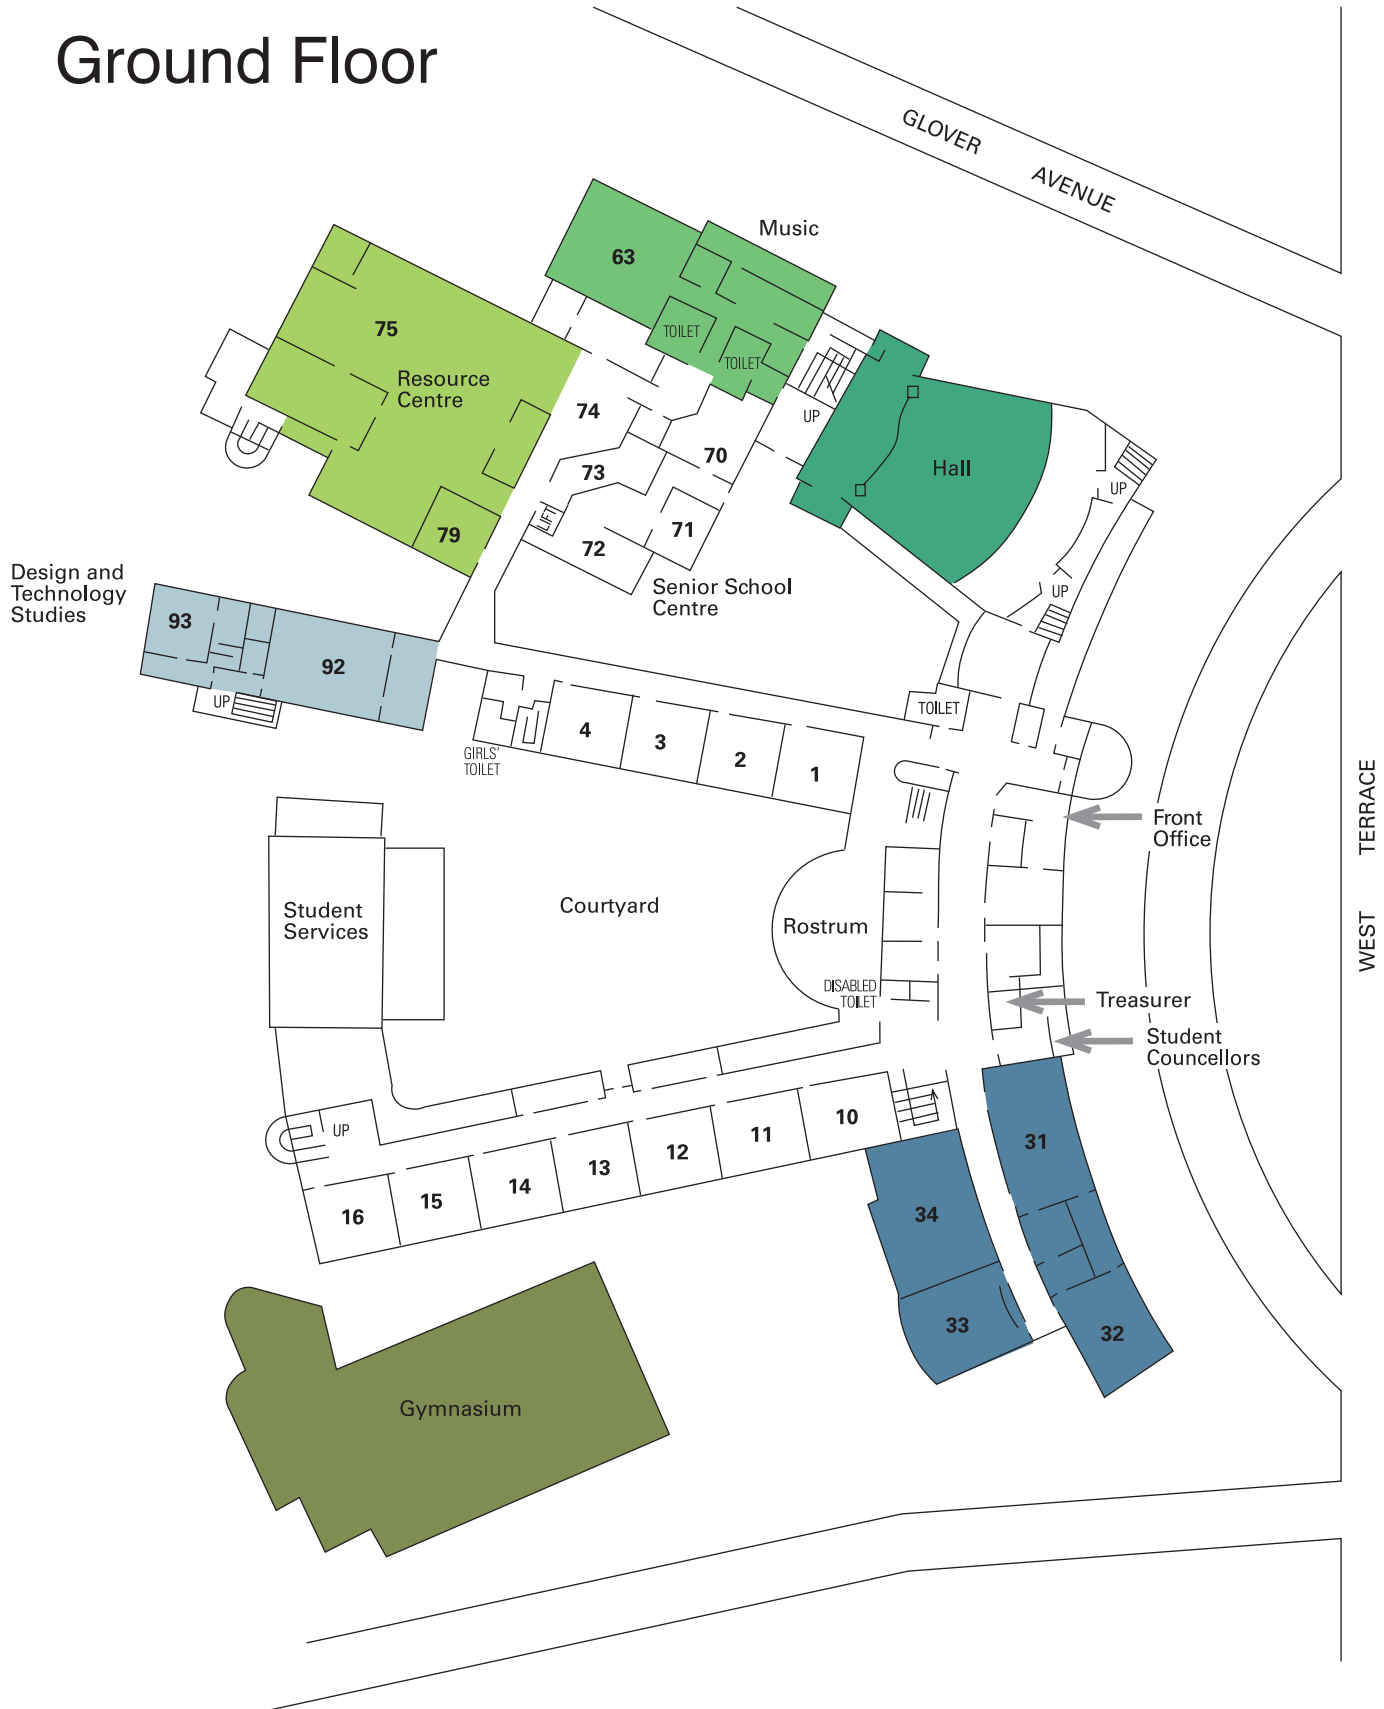 Ground Floor
GLOVER AVENUE
Music
63
75
TOILET
TOILET
Resource
Centre
74
UP
70
Hall
73
UP
LIFT
71
79
72
Design and
Technology
Studies
Senior School
Centre
UP
93
92
UP
TOILET
4
3
2
1
GIRLS'
TOILET
Front
Office
WEST TERRACE
Student
Services
Courtyard
Rostrum
DISABLED
TOILET
Treasurer
Student
Councellors
UP
10
11
12
13
14
15
16
31
34
33
32
Gymnasium